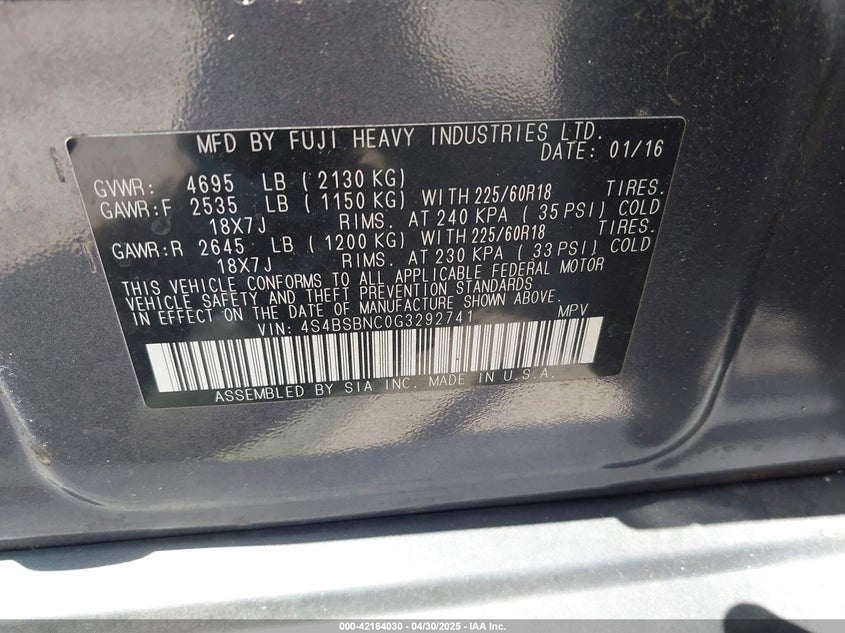 MFD BY FUJI HEAVY INDUSTRIES LTD.
DATE: 01/16
GVWR: 4695 LB ( 2130 KG)
GAWR:F 2535 LB ( 1150 KG) WITH 225/60R18 TIRES.
18X7J RIMS. AT 240 KPA ( 35 PSI) COLD
GAWR:R 2645 LB ( 1200 KG) WITH 225/60R18 TIRES.
18X7J RIMS. AT 230 KPA ( 33 PSI) COLD
THIS VEHICLE CONFORMS TO ALL APPLICABLE FEDERAL MOTOR
VEHICLE SAFETY AND THEFT PREVENTION STANDARDS
IN EFFECT ON THE DATE OF MANUFACTURE SHOWN ABOVE.
VIN: 4S4BSBNC0G3292741 MPV
ASSEMBLED BY SIA INC. MADE IN U.S.A.
000-42164030 - 04/30/2025 - IAA Inc.